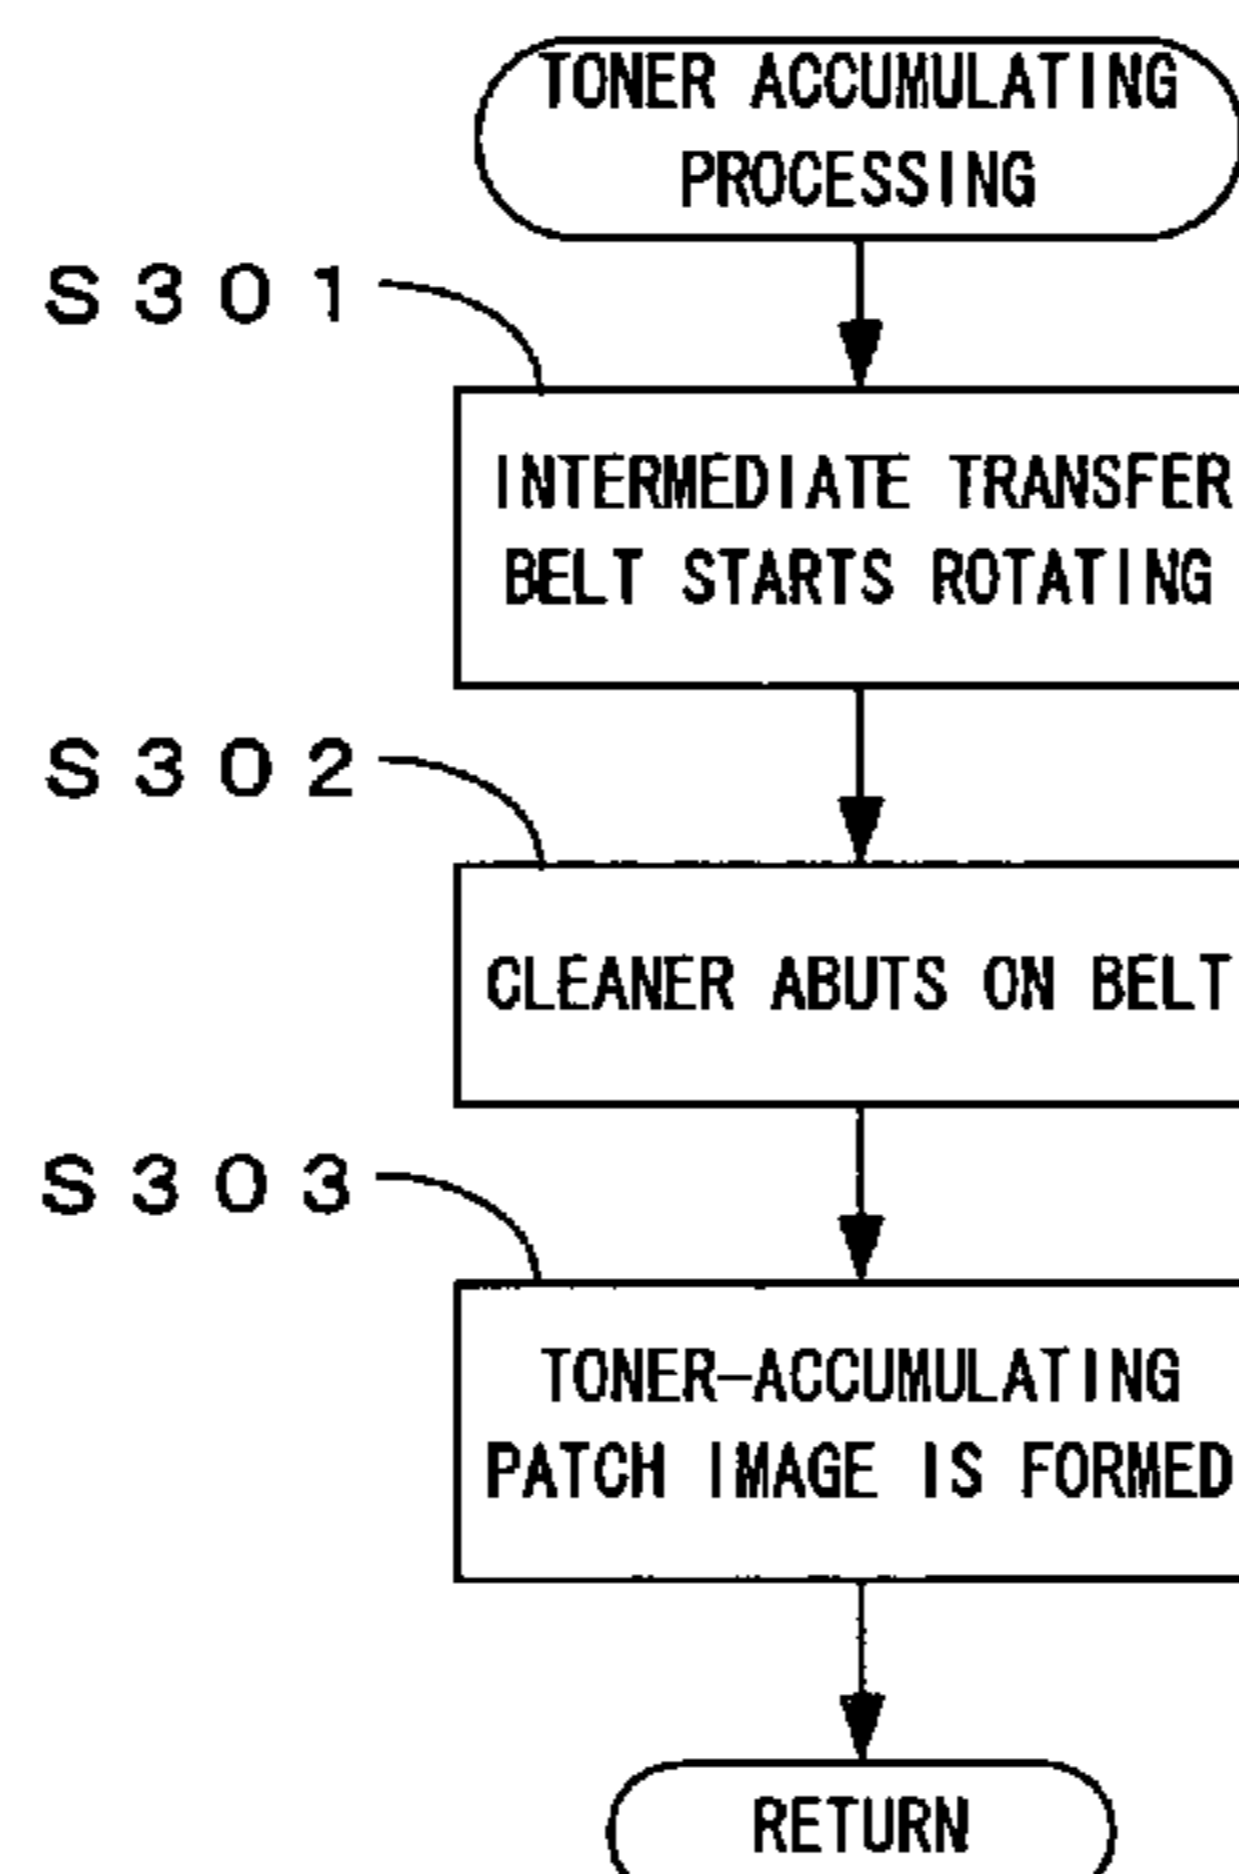 TONER ACCUMULATING
PROCESSING
S301
INTERMEDIATE TRANSFER
BELT STARTS ROTATING
S302
CLEANER ABUTS ON BELT
S303
TONER-ACCUMULATING
PATCH IMAGE IS FORMED
RETURN